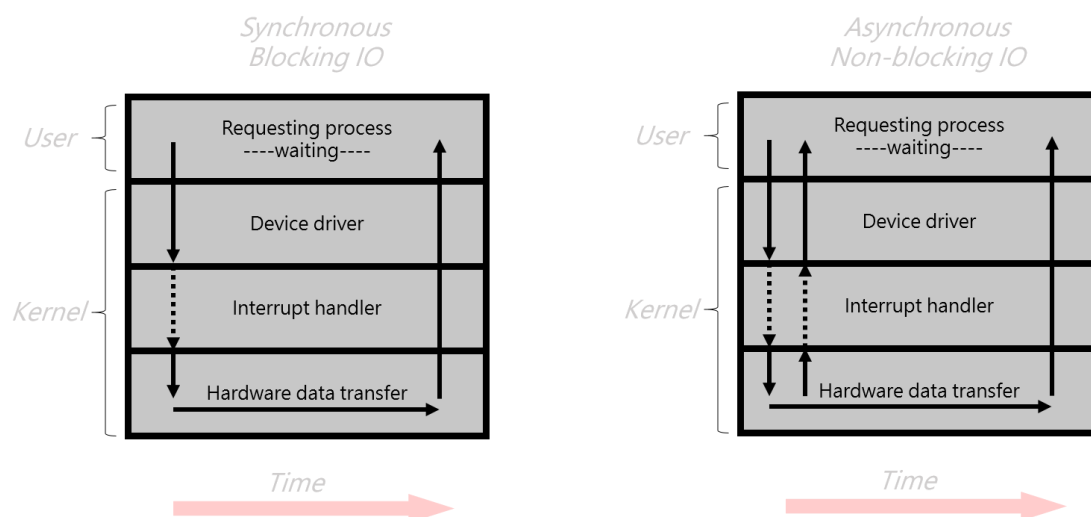 Synchronous
Blocking IO
User
Requesting process
----waiting----
Device driver
Kernel
Interrupt handler
Hardware data transfer
Time
Asynchronous
Non-blocking IO
User
Requesting process
----waiting----
Device driver
Kernel
Interrupt handler
Hardware data transfer
Time